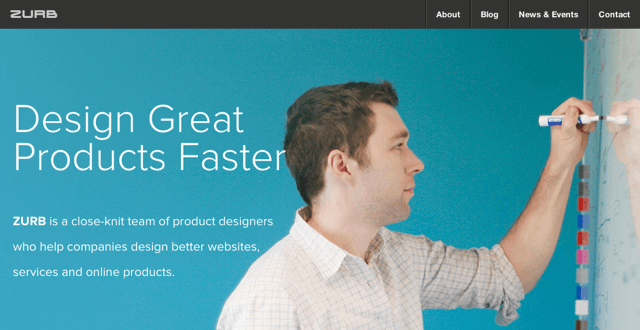 ZURB
About
Blog
News & Events
Contact
Design Great
Products Faster
ZURB is a close-knit team of product designers
who help companies design better websites,
services and online products.